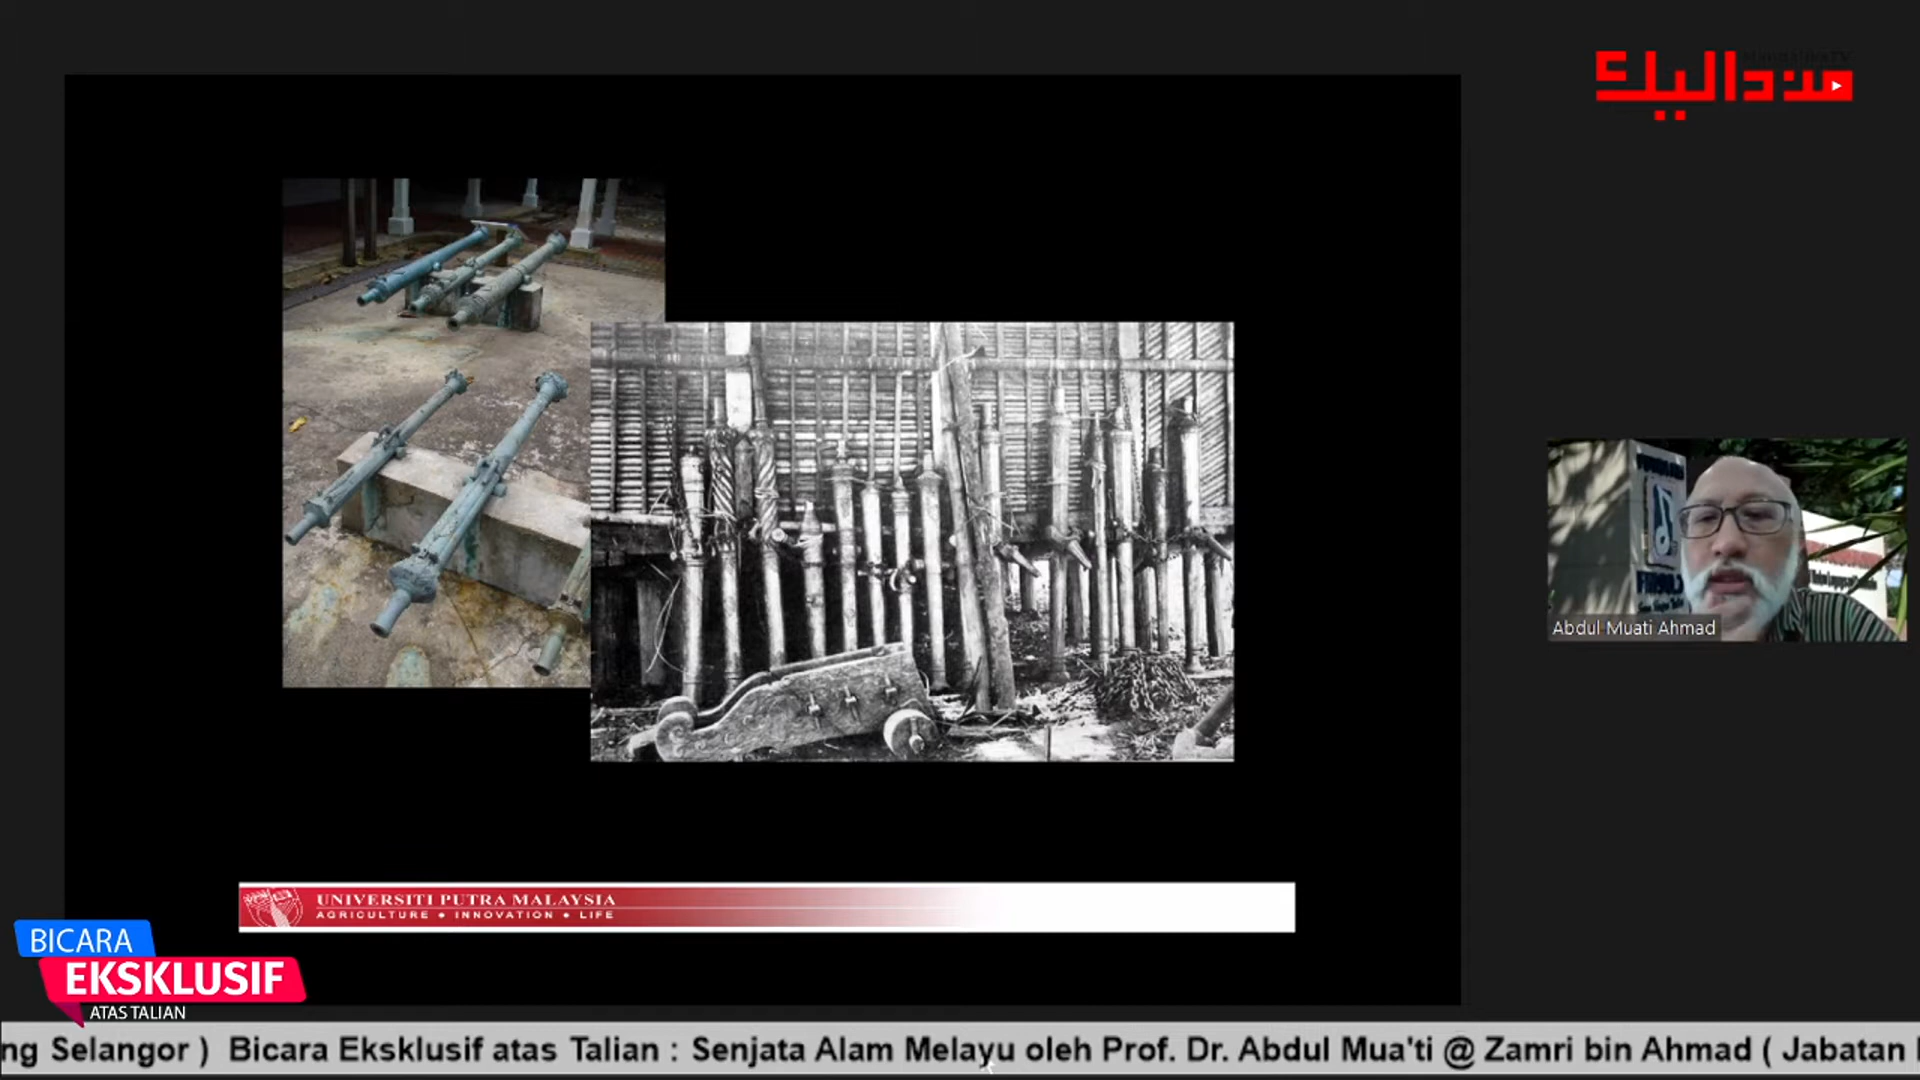 منداليك
UNIVERSITI PUTRA MALAYSIA
AGRICULTURE • INNOVATION • LIFE
Abdul Muati Ahmad
BICARA
EKSKLUSIF
ATAS TALIAN
ng Selangor ) Bicara Eksklusif atas Talian : Senjata Alam Melayu oleh Prof. Dr. Abdul Mua'ti @ Zamri bin Ahmad ( Jabatan